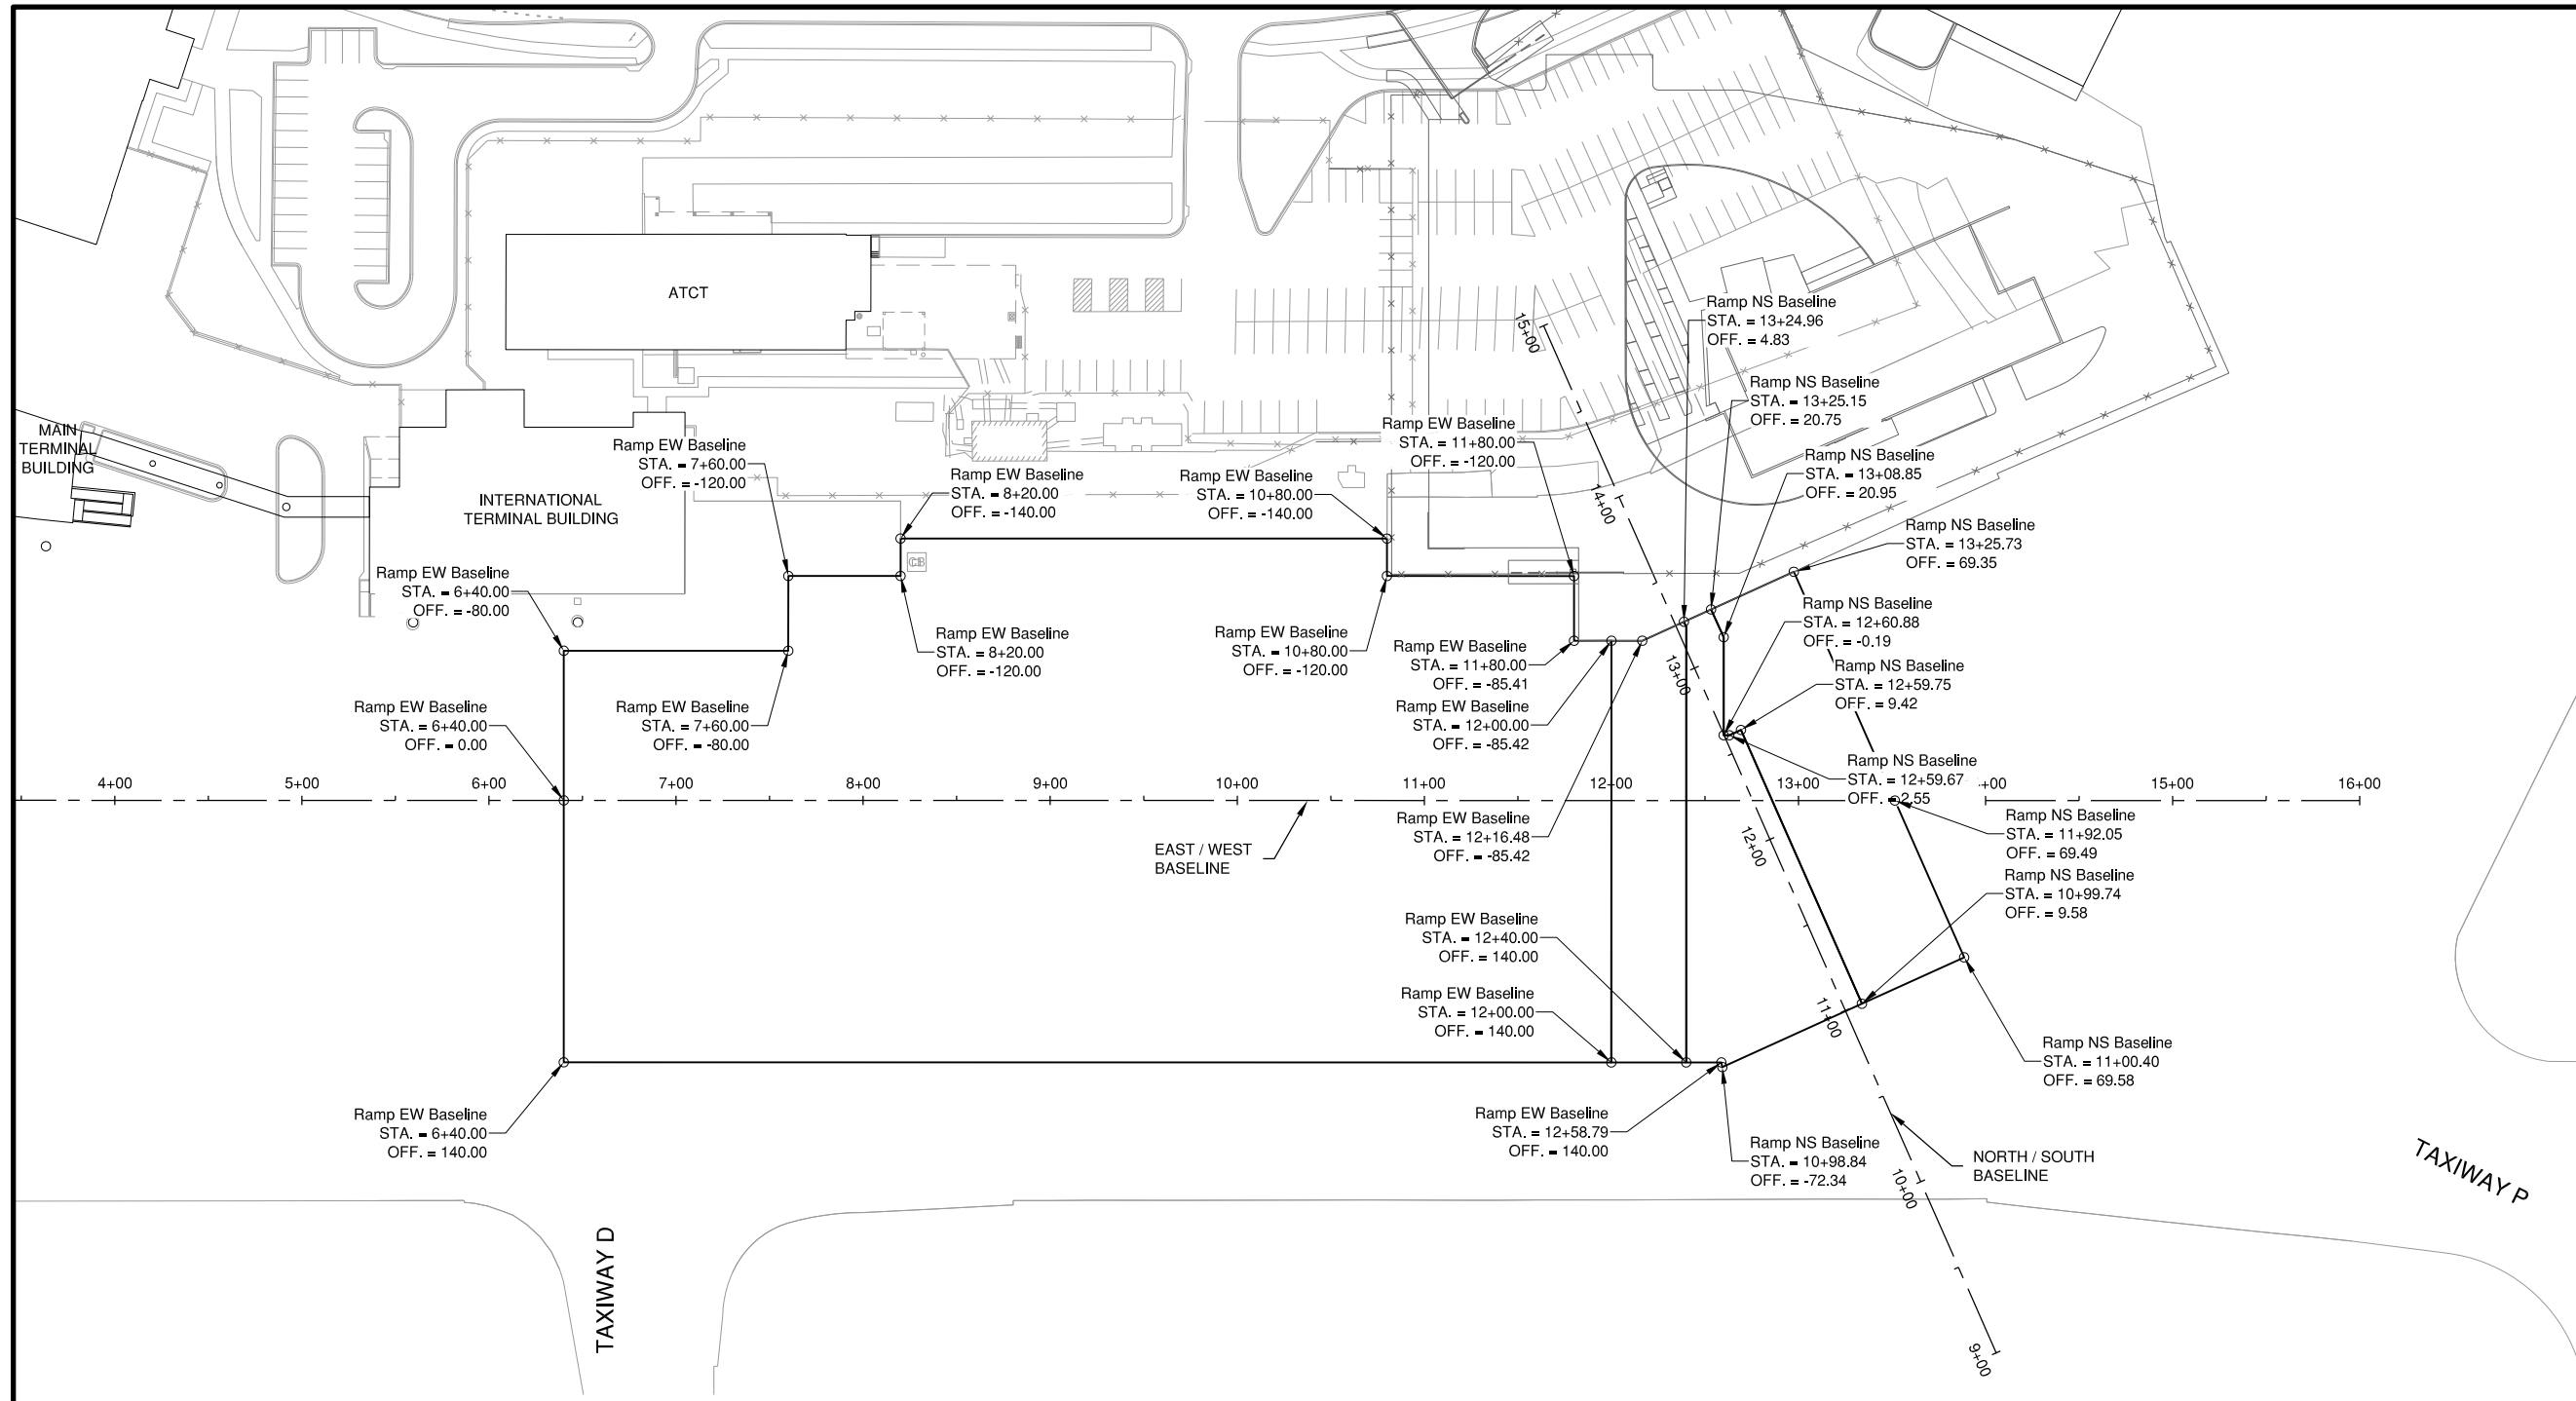 ATCT
MAIN
TERMINAL
BUILDING
INTERNATIONAL
TERMINAL BUILDING
15+00
Ramp NS Baseline
STA. = 13+24.96
OFF. = 4.83
Ramp NS Baseline
STA. = 13+25.15
OFF. = 20.75
Ramp EW Baseline
STA. = 7+60.00
OFF. = -120.00
Ramp EW Baseline
STA. = 8+20.00
OFF. = -140.00
Ramp EW Baseline
STA. = 10+80.00
OFF. = -140.00
Ramp EW Baseline
STA. = 11+80.00
OFF. = -120.00
14+00
Ramp NS Baseline
STA. = 13+08.85
OFF. = 20.95
Ramp NS Baseline
STA. = 13+25.73
OFF. = 69.35
Ramp EW Baseline
STA. = 6+40.00
OFF. = -80.00
Ramp EW Baseline
STA. = 8+20.00
OFF. = -120.00
Ramp EW Baseline
STA. = 10+80.00
OFF. = -120.00
Ramp EW Baseline
STA. = 11+80.00
OFF. = -85.41
13+00
Ramp NS Baseline
STA. = 12+60.88
OFF. = -0.19
Ramp NS Baseline
STA. = 12+59.75
OFF. = 9.42
Ramp EW Baseline
STA. = 6+40.00
OFF. = 0.00
Ramp EW Baseline
STA. = 7+60.00
OFF. = -80.00
Ramp EW Baseline
STA. = 12+00.00
OFF. = -85.42
Ramp NS Baseline
STA. = 12+59.67
OFF. = 2.55
4+00
5+00
6+00
7+00
8+00
9+00
10+00
11+00
12+00
13+00
15+00
16+00
EAST / WEST
BASELINE
Ramp EW Baseline
STA. = 12+16.48
OFF. = -85.42
12+00
Ramp NS Baseline
STA. = 11+92.05
OFF. = 69.49
Ramp NS Baseline
STA. = 10+99.74
OFF. = 9.58
Ramp EW Baseline
STA. = 12+40.00
OFF. = 140.00
Ramp EW Baseline
STA. = 12+00.00
OFF. = 140.00
11+00
Ramp NS Baseline
STA. = 11+00.40
OFF. = 69.58
Ramp EW Baseline
STA. = 6+40.00
OFF. = 140.00
Ramp EW Baseline
STA. = 12+58.79
OFF. = 140.00
Ramp NS Baseline
STA. = 10+98.84
OFF. = -72.34
NORTH / SOUTH
BASELINE
10+00
9+00
TAXIWAY D
TAXIWAY P